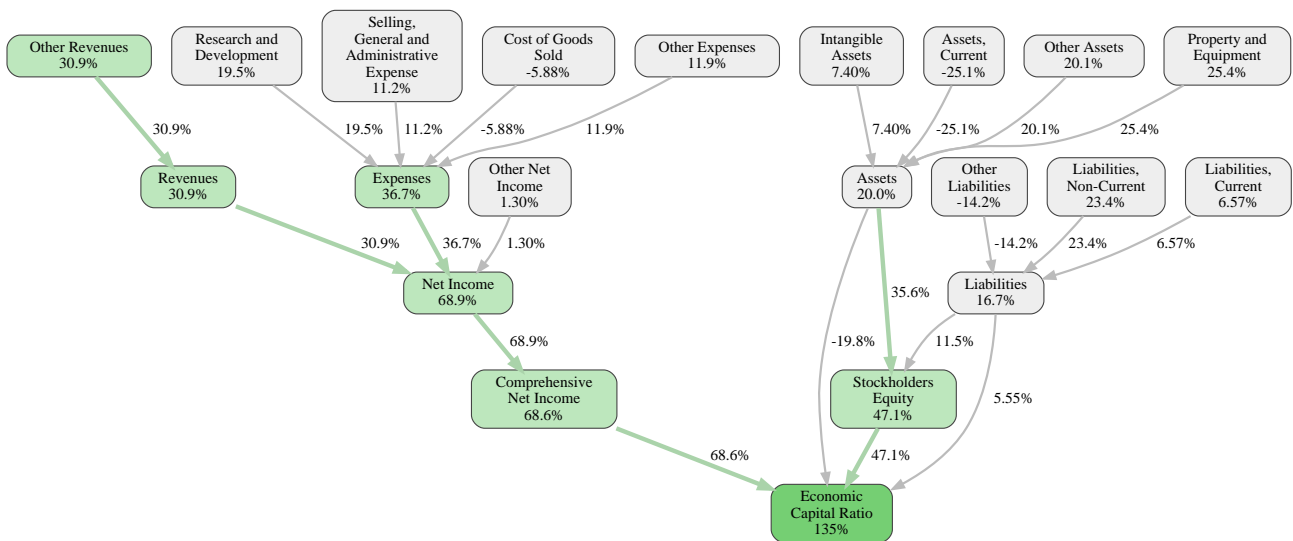 Other Revenues
30.9%
Research and
Development
19.5%
Selling,
General and
Administrative
Expense
11.2%
Cost of Goods
Sold
-5.88%
Other Expenses
11.9%
Intangible
Assets
7.40%
Assets,
Current
-25.1%
Other Assets
20.1%
Property and
Equipment
25.4%
30.9%
19.5%
11.2%
-5.88%
11.9%
7.40%
-25.1%
20.1%
25.4%
Revenues
30.9%
Expenses
36.7%
Other Net
Income
1.30%
Assets
20.0%
Other
Liabilities
-14.2%
Liabilities,
Non-Current
23.4%
Liabilities,
Current
6.57%
30.9%
36.7%
1.30%
-14.2%
23.4%
6.57%
Net Income
68.9%
35.6%
Liabilities
16.7%
68.9%
-19.8%
11.5%
Comprehensive
Net Income
68.6%
Stockholders
Equity
47.1%
5.55%
68.6%
47.1%
Economic
Capital Ratio
135%